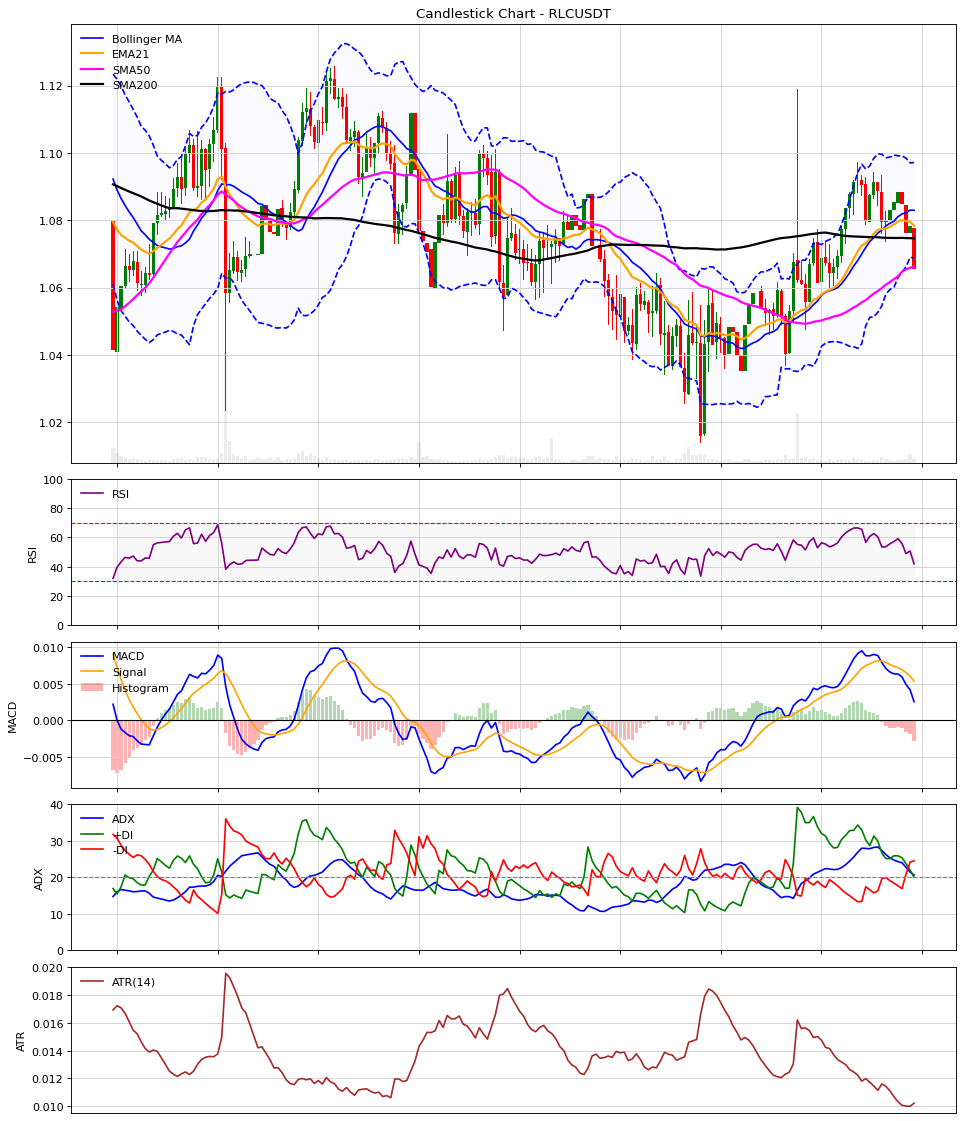 Candlestick Chart - RLCUSDT
Bollinger MA
EMA21
SMA50
SMA200
1.12
1.10
1.08
1.06
1.04
1.02
RSI
RSI
100
80
60
40
20
0
MACD
Signal
Histogram
MACD
0.010
0.005
0.000
−0.005
ADX
+DI
-DI
ADX
40
30
20
10
0
ATR(14)
ATR
0.020
0.018
0.016
0.014
0.012
0.010